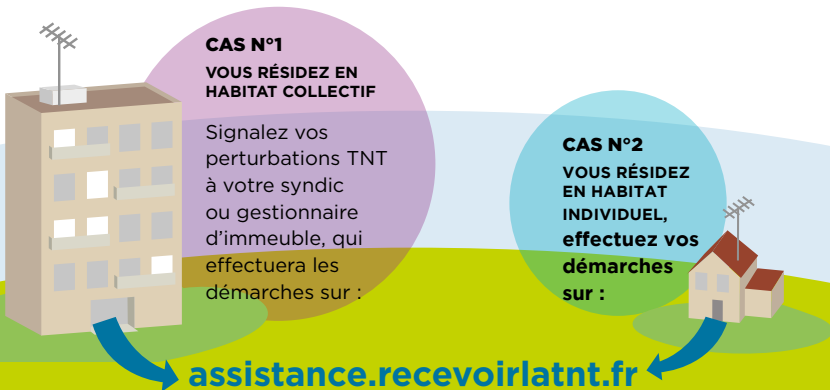 CAS N°1
VOUS RÉSIDEZ EN
HABITAT COLLECTIF
Signalez vos
perturbations TNT
à votre syndic
ou gestionnaire
d’immeuble, qui
effectuera les
démarches sur :
CAS N°2
VOUS RÉSIDEZ
EN HABITAT
INDIVIDUEL,
effectuez vos
démarches
sur :
assistance.recevoirlatnt.fr